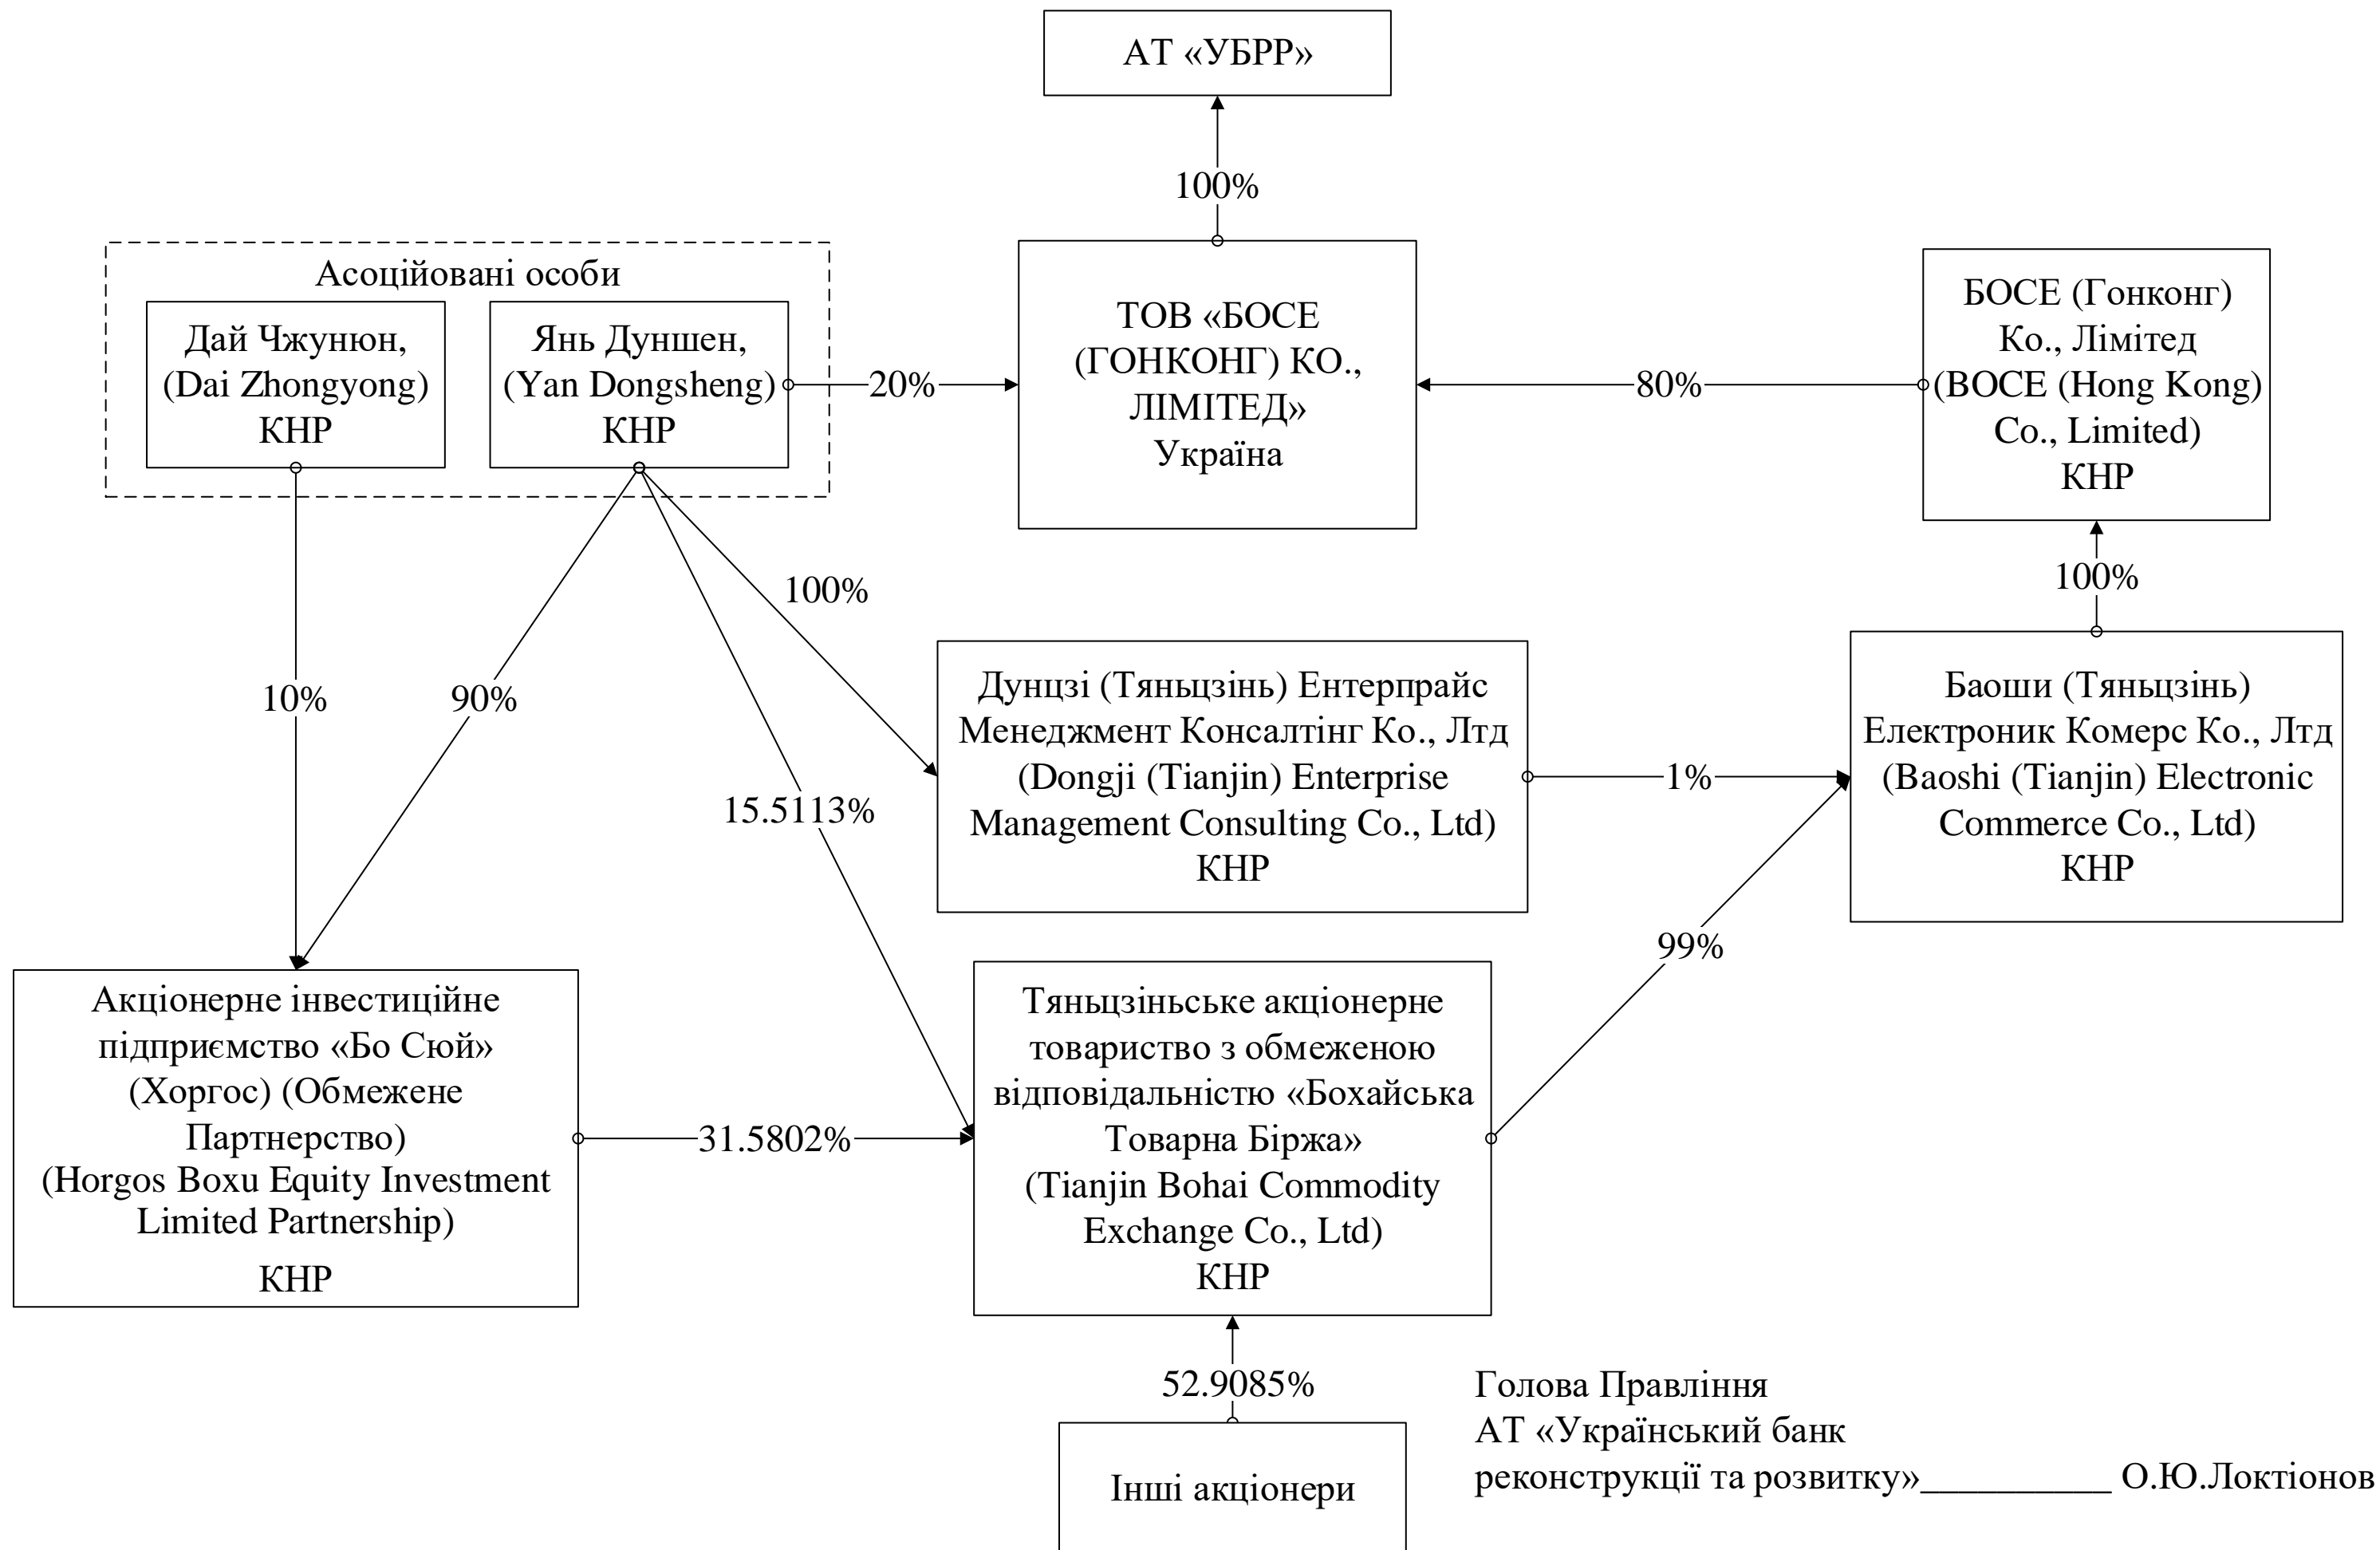 АТ «УБРР»
100%
Асоційовані особи
Дай Чжунюн,
(Dai Zhongyong)
КНР
Янь Дуншен,
(Yan Dongsheng)
КНР
20%
ТОВ «БОСЕ
(ГОНКОНГ) КО.,
ЛІМІТЕД»
Україна
80%
БОСЕ (Гонконг)
Ко., Лімітед
(BOCE (Hong Kong)
Co., Limited)
КНР
100%
100%
10%
90%
15.5113%
Дунцзі (Тяньцзінь) Ентерпрайс
Менеджмент Консалтінг Ко., Лтд
(Dongji (Tianjin) Enterprise
Management Consulting Co., Ltd)
КНР
1%
Баоши (Тяньцзінь)
Електроник Комерс Ко., Лтд
(Baoshi (Tianjin) Electronic
Commerce Co., Ltd)
КНР
99%
Акціонерне інвестиційне
підприємство «Бо Сюй»
(Хоргос) (Обмежене
Партнерство)
(Horgos Boxu Equity Investment
Limited Partnership)
КНР
31.5802%
Тяньцзіньське акціонерне
товариство з обмеженою
відповідальністю «Бохайська
Товарна Біржа»
(Tianjin Bohai Commodity
Exchange Co., Ltd)
КНР
52.9085%
Інші акціонери
Голова Правління
АТ «Український банк
реконструкції та розвитку»__________ О.Ю.Локтіонов